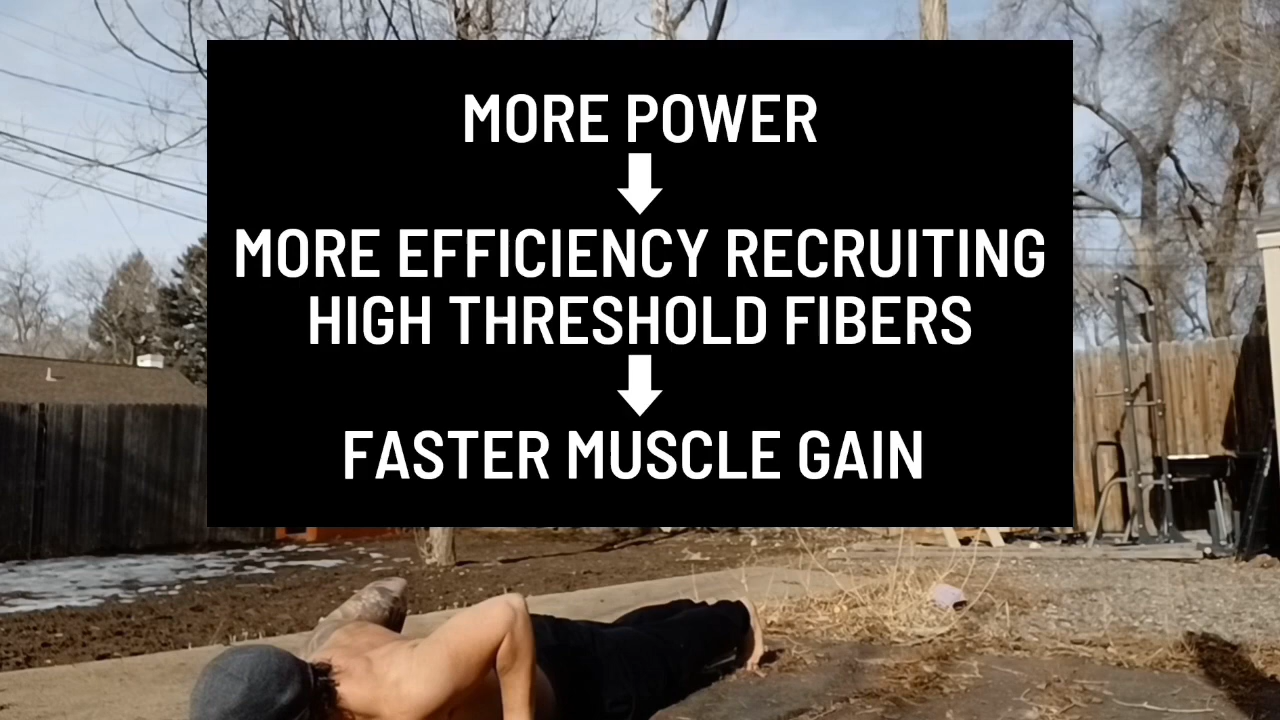 MORE POWER
MORE EFFICIENCY RECRUITING
HIGH THRESHOLD FIBERS
FASTER MUSCLE GAIN